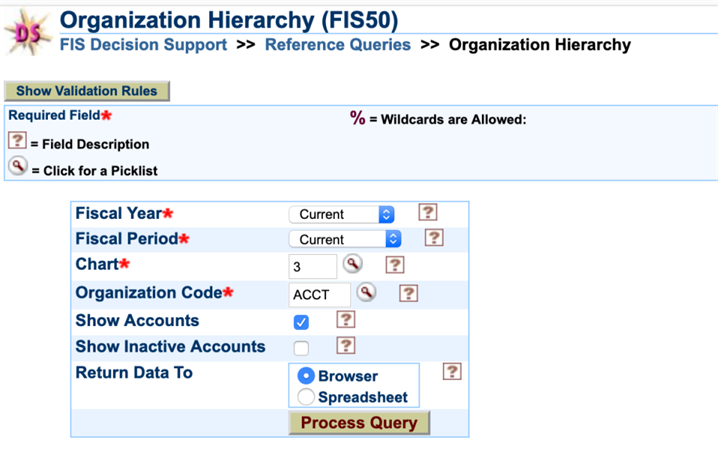 DS
Organization Hierarchy (FIS50)
FIS Decision Support >> Reference Queries >> Organization Hierarchy
Show Validation Rules
Required Field* % = Wildcards are Allowed:
? = Field Description
= Click for a Picklist
Fiscal Year* Current ?
Fiscal Period* Current ?
Chart* 3 ?
Organization Code* ACCT ?
Show Accounts ?
Show Inactive Accounts ?
Return Data To Browser ?
Spreadsheet
Process Query